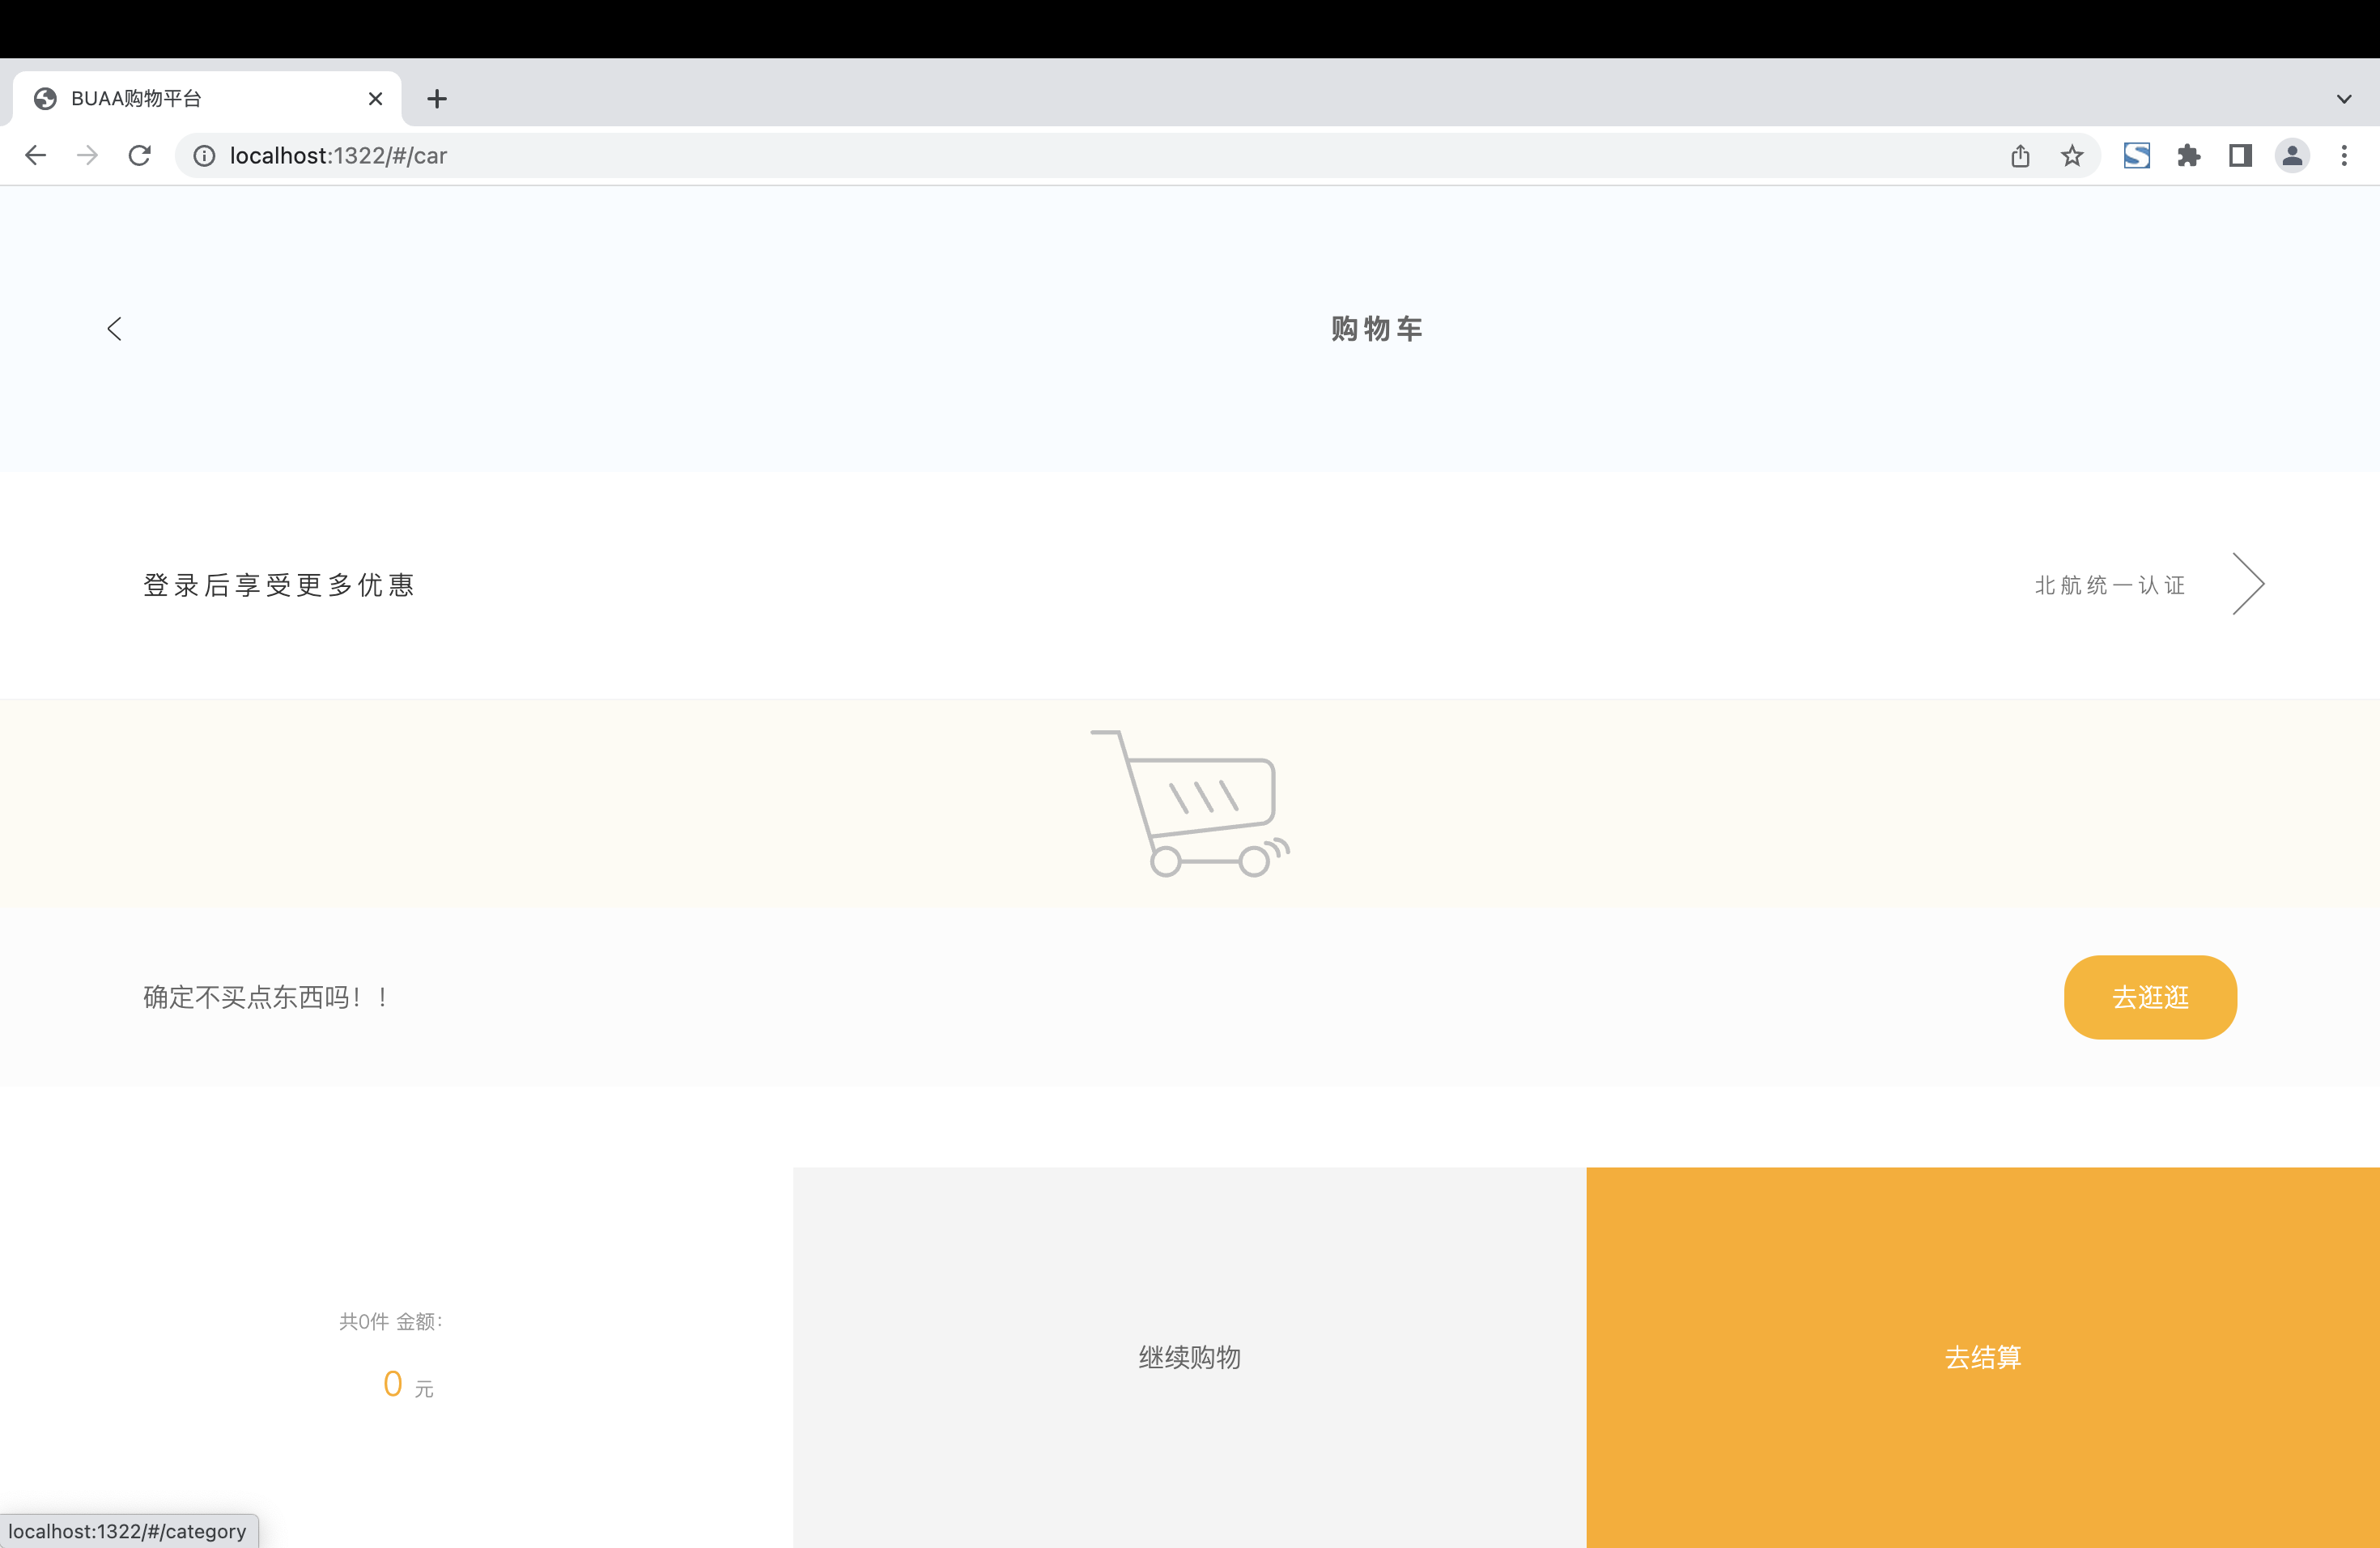 BUAA购物平台
localhost:1322/#/car
购物车
登录后享受更多优惠
北航统一认证
确定不买点东西吗！！
去逛逛
共0件 金额：
0 元
继续购物
去结算
localhost:1322/#/category